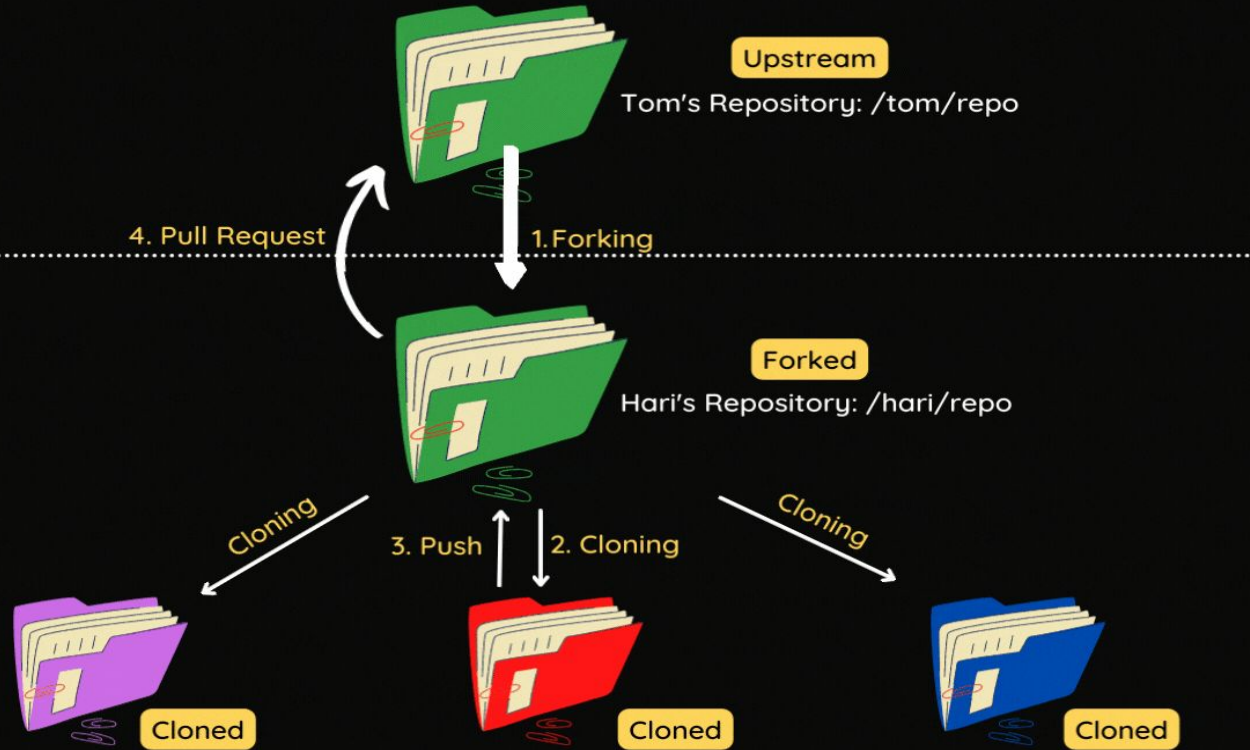 Upstream
Tom's Repository: /tom/repo
4. Pull Request
1.Forking
Forked
Hari's Repository: /hari/repo
Cloning
3. Push
2. Cloning
Cloning
Cloned
Cloned
Cloned